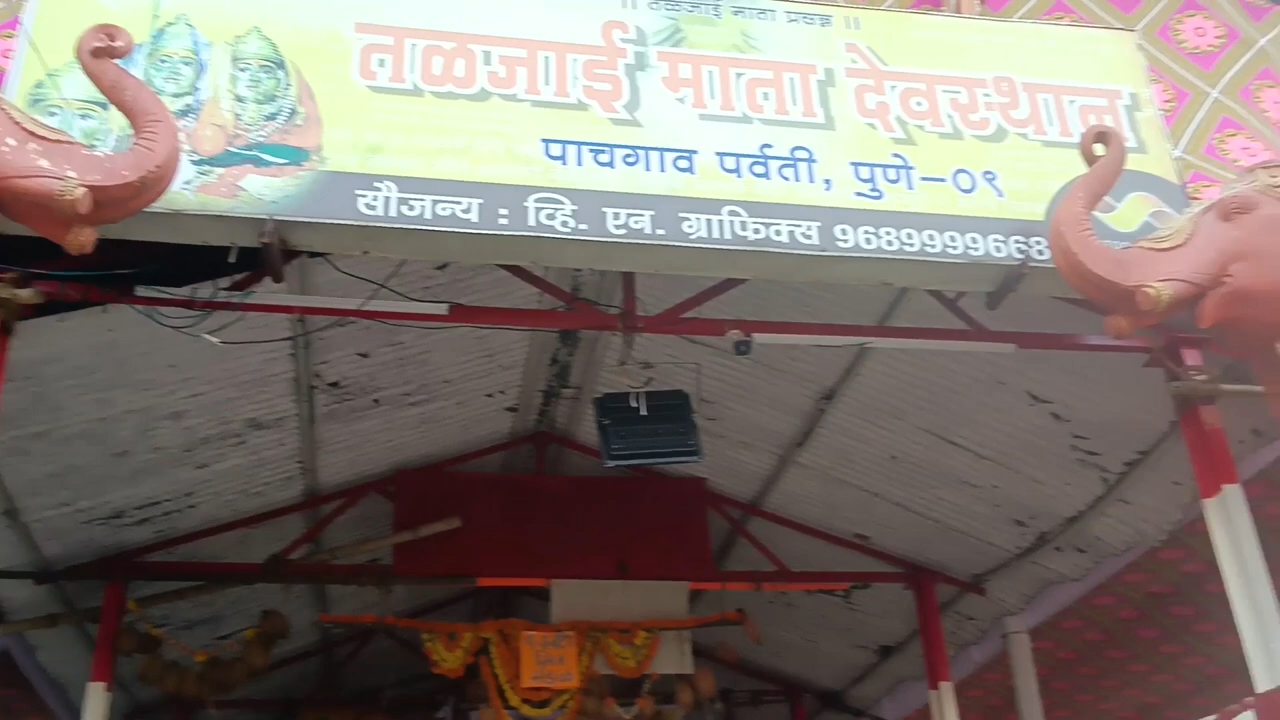 ॥ तळजाई माता प्रसन्न ॥
तळजाई माता देवस्थान
पाचगाव पर्वती, पुणे-०९
सौजन्य : व्हि. एन. ग्राफिक्स 9689999668